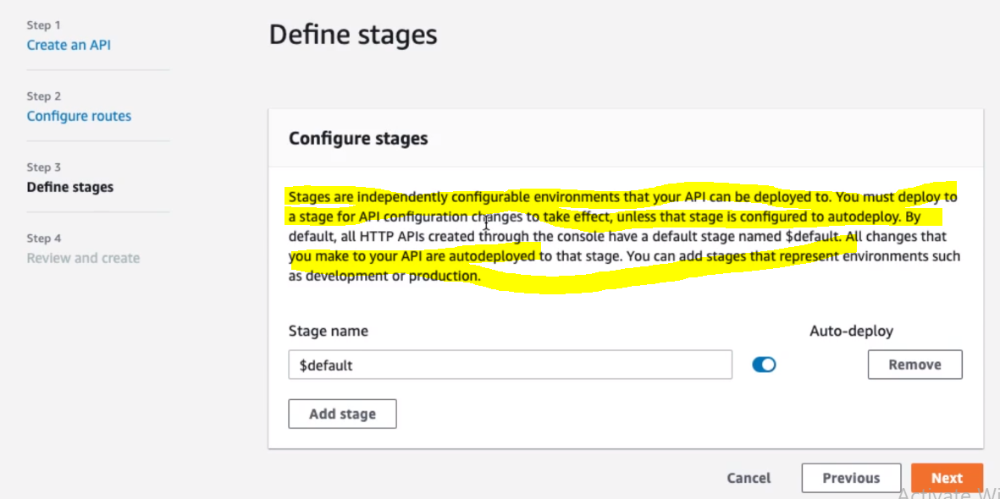 Step 1
Create an API
Step 2
Configure routes
Step 3
Define stages
Step 4
Review and create
Define stages
Configure stages
Stages are independently configurable environments that your API can be deployed to. You must deploy to
a stage for API configuration changes to take effect, unless that stage is configured to autodeploy. By
default, all HTTP APIs created through the console have a default stage named $default. All changes that
you make to your API are autodeployed to that stage. You can add stages that represent environments such
as development or production.
Stage name
Auto-deploy
$default
Remove
Add stage
Cancel
Previous
Next
Activate Wi